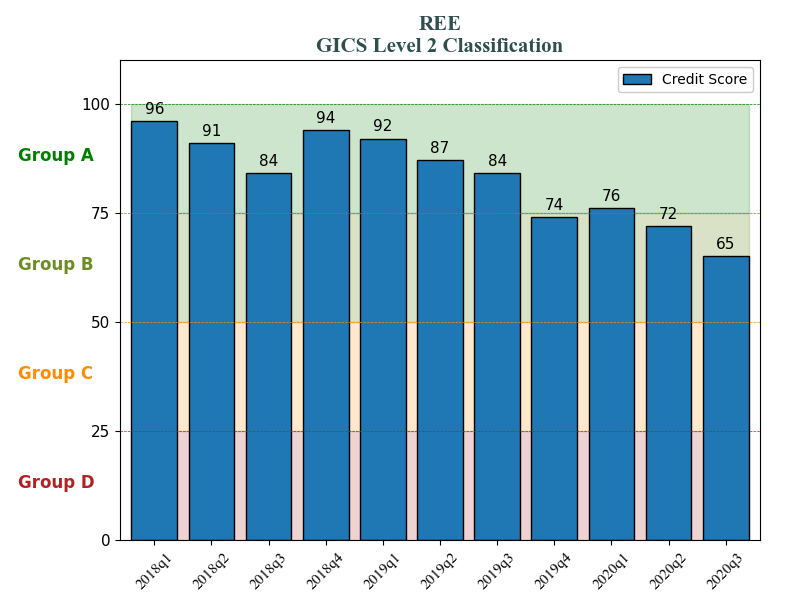 REE
GICS Level 2 Classification
Credit Score
100
75
50
25
0
Group A
Group B
Group C
Group D
96
91
84
94
92
87
84
74
76
72
65
2018q1
2018q2
2018q3
2018q4
2019q1
2019q2
2019q3
2019q4
2020q1
2020q2
2020q3